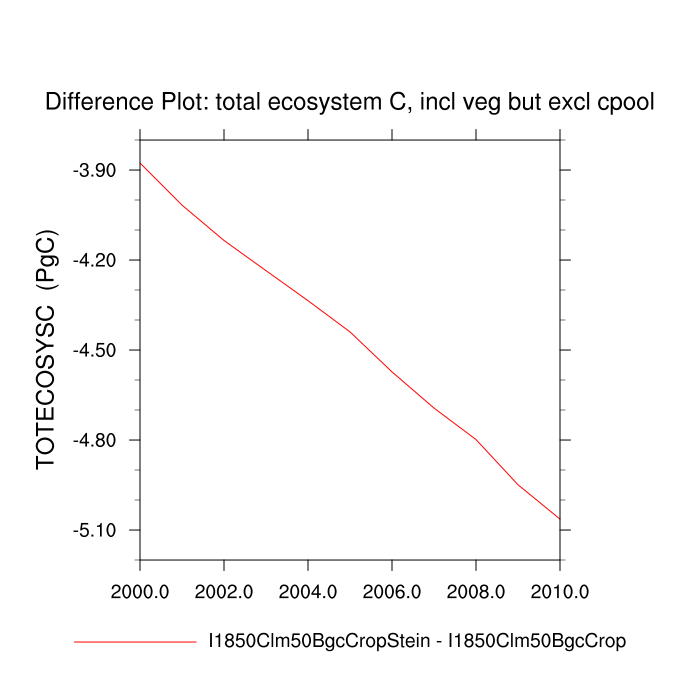 Difference Plot: total ecosystem C, incl veg but excl cpool
TOTECOSYSC (PgC)
-3.90
-4.20
-4.50
-4.80
-5.10
2000.0 2002.0 2004.0 2006.0 2008.0 2010.0
I1850Clm50BgcCropStein - I1850Clm50BgcCrop